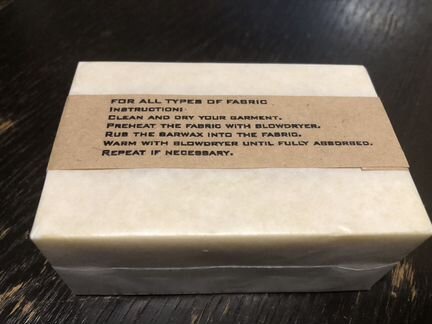 FOR ALL TYPES OF FABRIC
INSTRUCTION:
CLEAN AND DRY YOUR GARMENT.
PREHEAT THE FABRIC WITH BLOWDRYER.
RUB THE BARWAX INTO THE FABRIC.
WARM WITH BLOWDRYER UNTIL FULLY ABSORBED.
REPEAT IF NECESSARY.